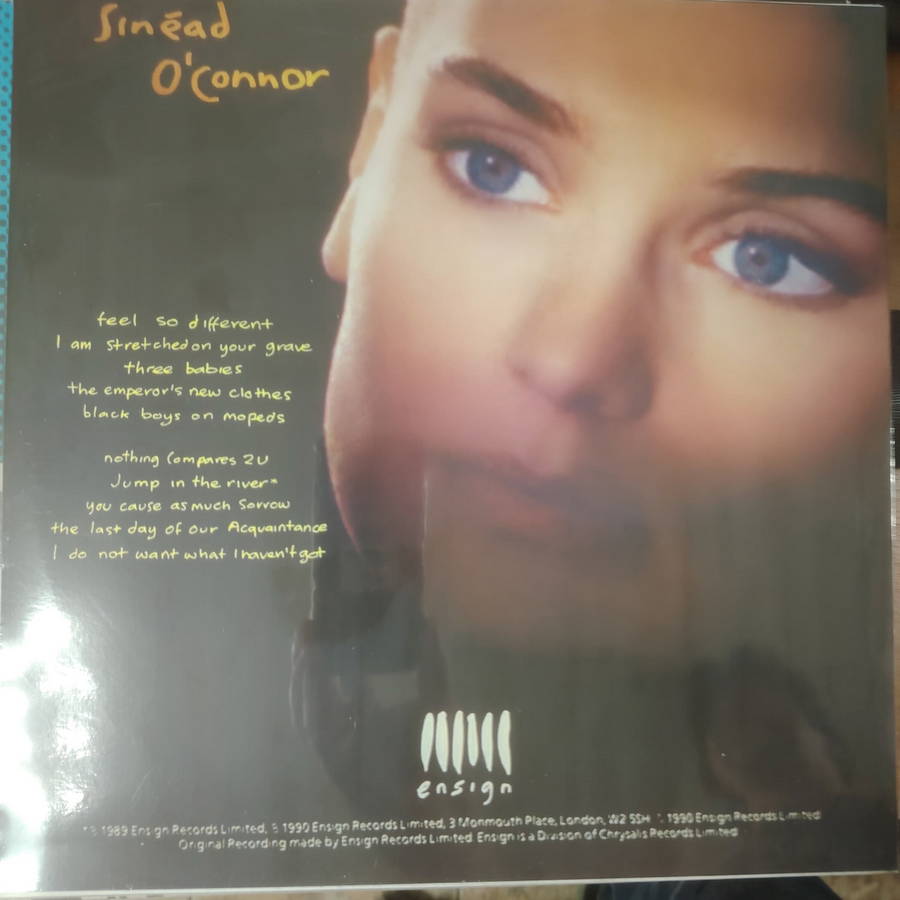 Sinéad
O'Connor
feel so different
I am stretched on your grave
three babies
the emperor's new clothes
black boys on mopeds
nothing Compares 2U
Jump in the river*
you cause as much Sorrow
the last day of our Acquaintance
I do not want what I haven't got
ensign
1989 Ensign Records Limited, 1990 Ensign Records Limited, 3 Monmouth Place, London, W2 5SH 1990 Ensign Records Limited
Original Recording made by Ensign Records Limited Ensign is a Division of Chrysalis Records Limited